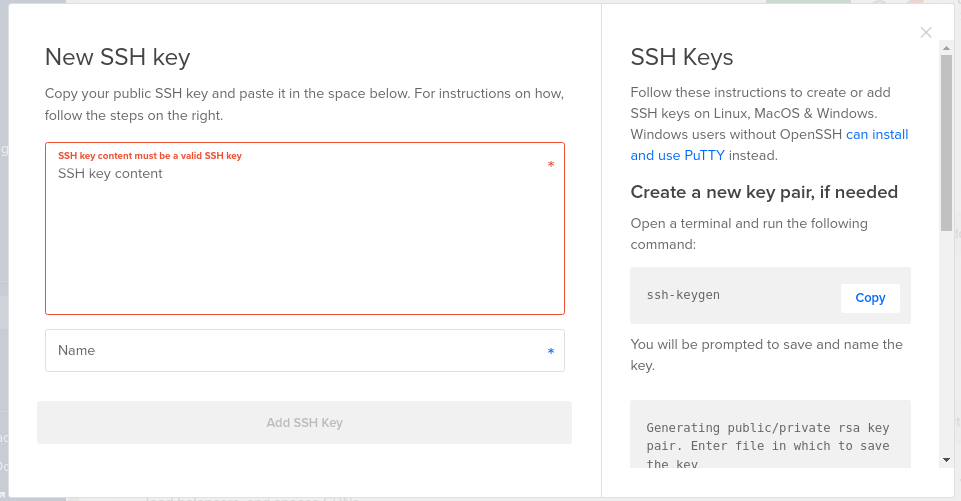 New SSH key
Copy your public SSH key and paste it in the space below. For instructions on how,
follow the steps on the right.
SSH key content must be a valid SSH key
*
SSH key content
Name
*
Add SSH Key
SSH Keys
Follow these instructions to create or add
SSH keys on Linux, MacOS & Windows.
Windows users without OpenSSH can install
and use PuTTY instead.
Create a new key pair, if needed
Open a terminal and run the following
command:
ssh-keygen
Copy
You will be prompted to save and name the
key.
Generating public/private rsa key
pair. Enter file in which to save
the key